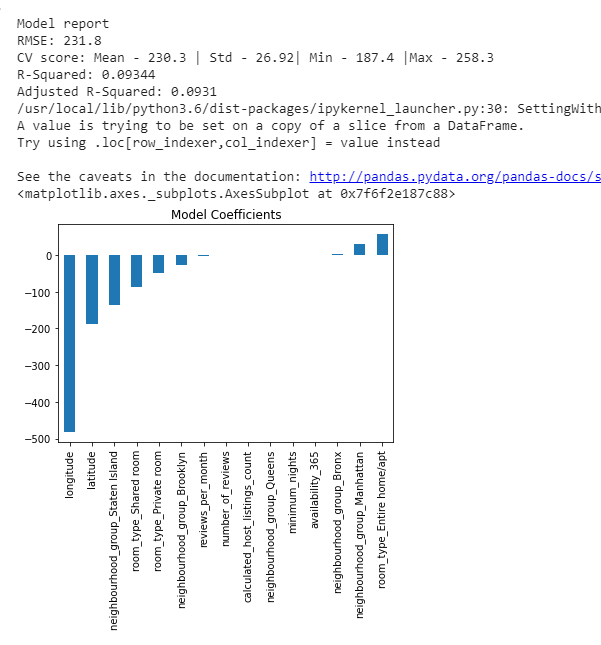 Model report
RMSE: 231.8
CV score: Mean - 230.3 | Std - 26.92| Min - 187.4 |Max - 258.3
R-Squared: 0.09344
Adjusted R-Squared: 0.0931
/usr/local/lib/python3.6/dist-packages/ipykernel_launcher.py:30: SettingWith
A value is trying to be set on a copy of a slice from a DataFrame.
Try using .loc[row_indexer,col_indexer] = value instead
See the caveats in the documentation: http://pandas.pydata.org/pandas-docs/s
<matplotlib.axes._subplots.AxesSubplot at 0x7f6f2e187c88>
Model Coefficients
0
−100
−200
−300
−400
−500
longitude
latitude
neighbourhood_group_Staten Island
room_type_Shared room
room_type_Private room
neighbourhood_group_Brooklyn
reviews_per_month
number_of_reviews
calculated_host_listings_count
neighbourhood_group_Queens
minimum_nights
availability_365
neighbourhood_group_Bronx
neighbourhood_group_Manhattan
room_type_Entire home/apt